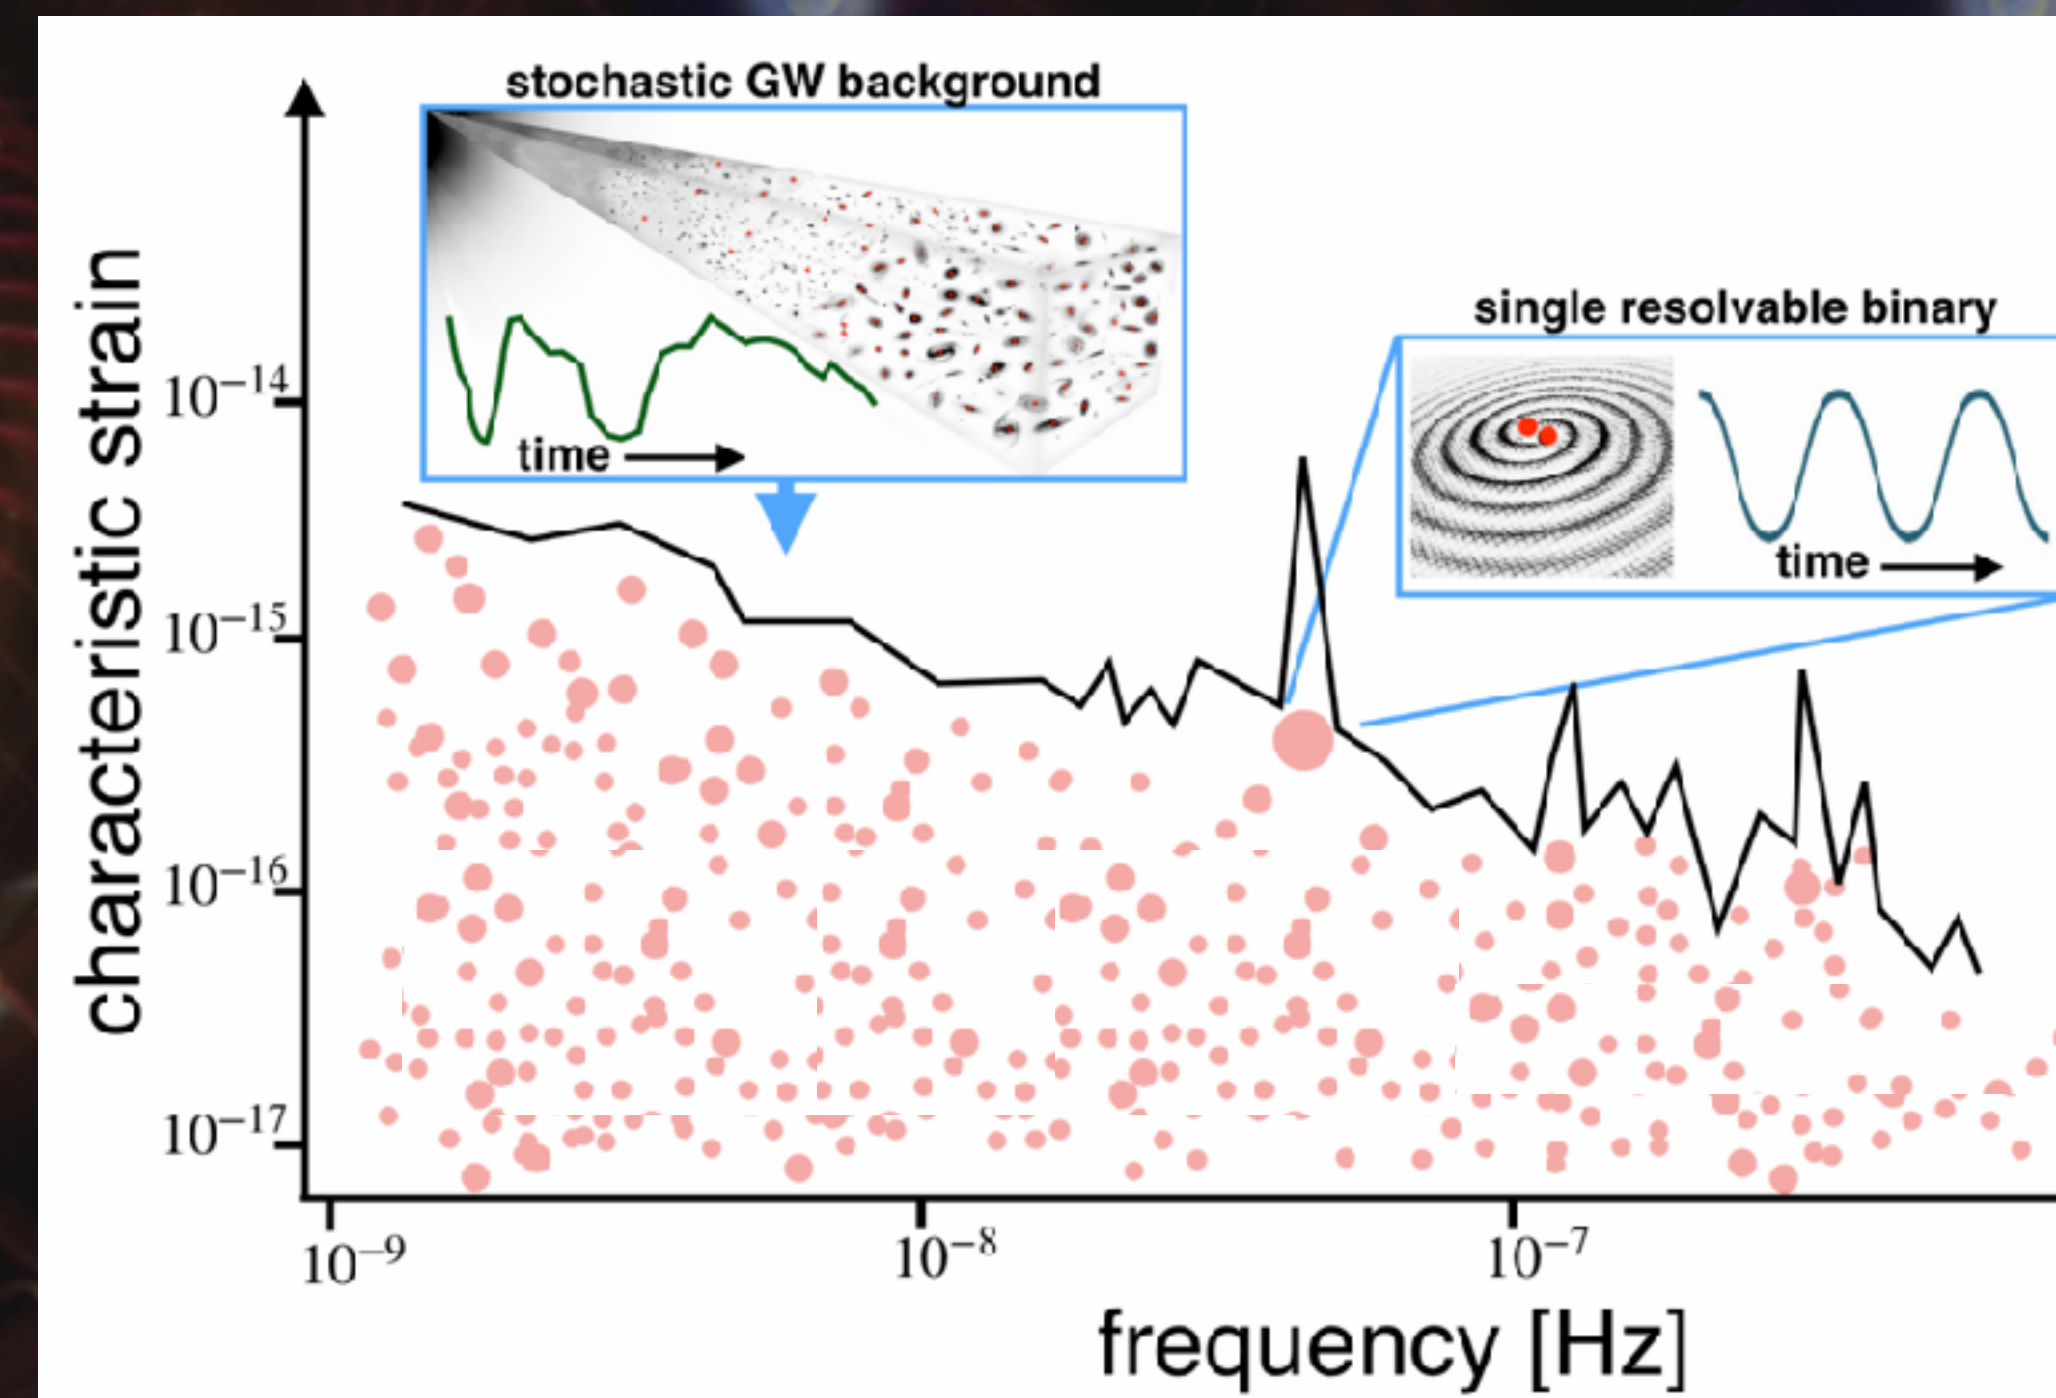 stochastic GW background
time
single resolvable binary
time
characteristic strain
10−14
10−15
10−16
10−17
10−9
10−8
10−7
frequency [Hz]